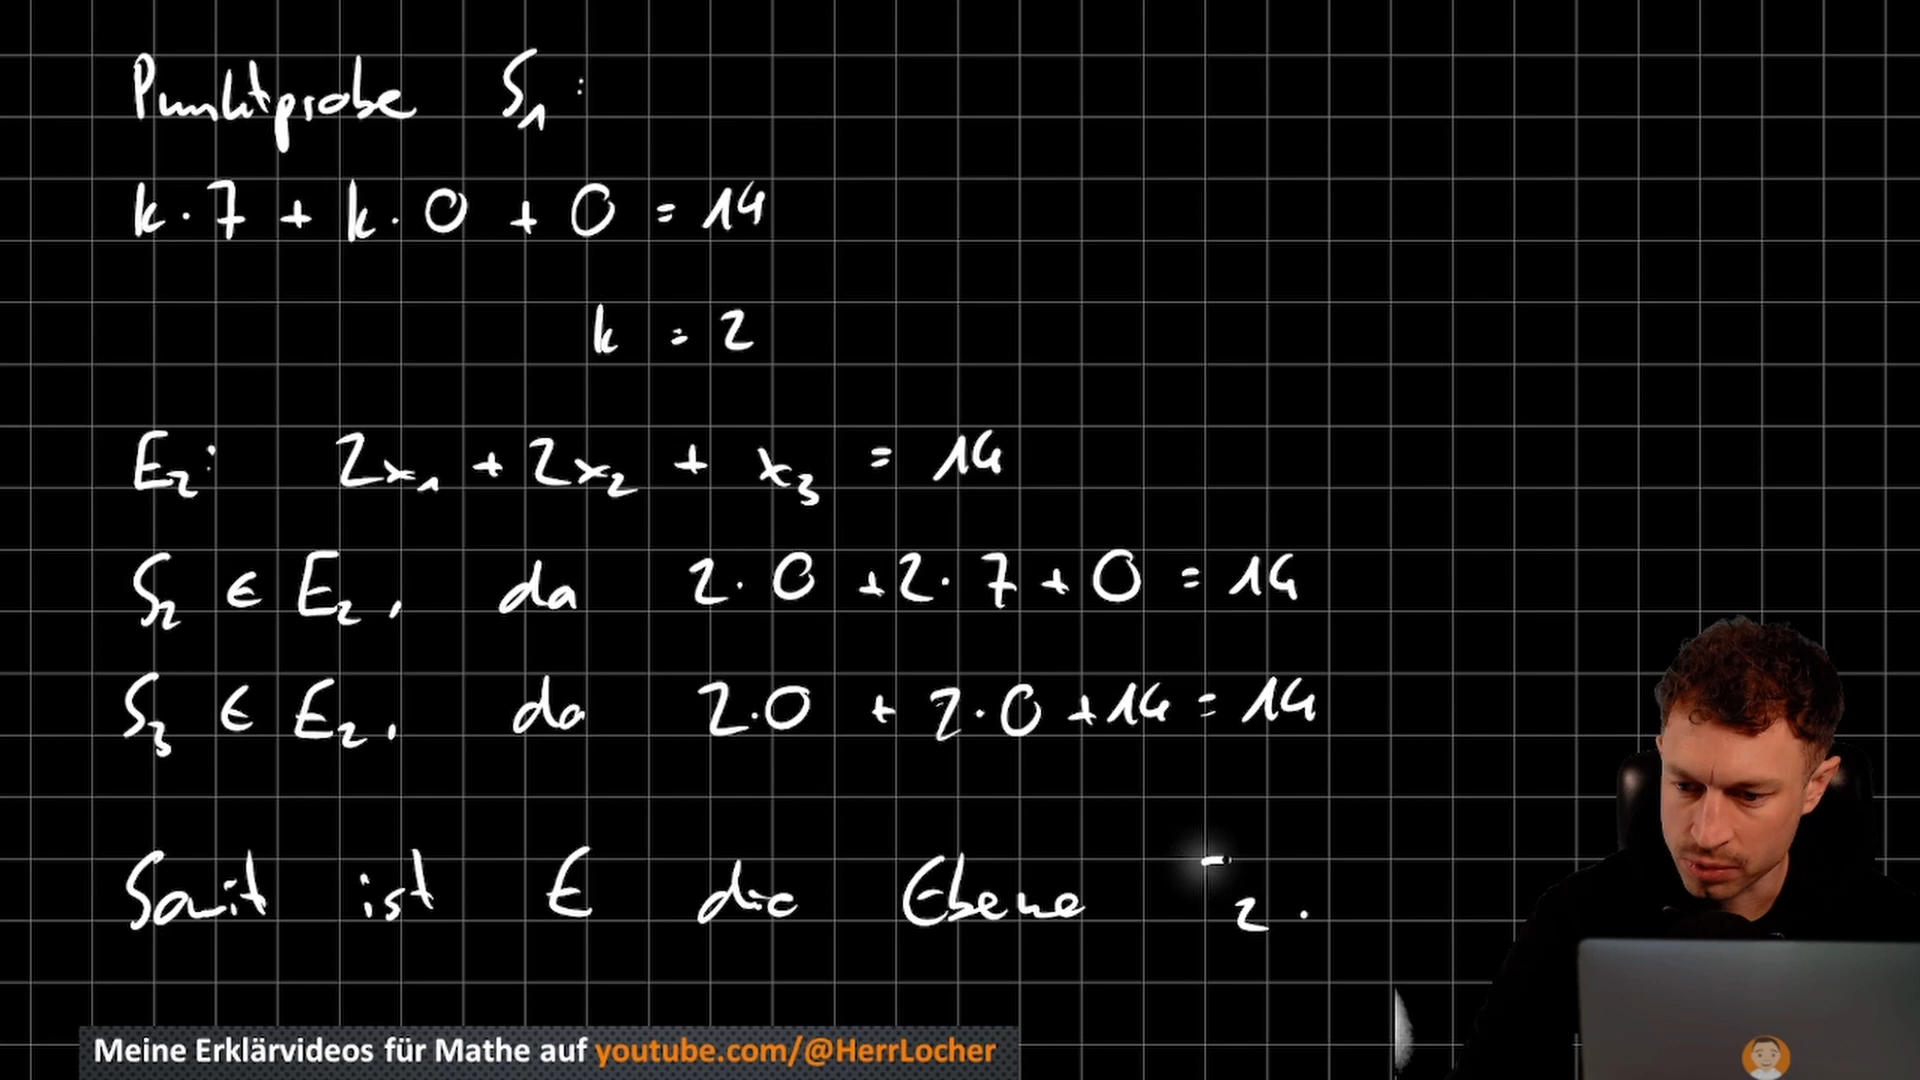 Punktprobe S₁:
k · 7 + k · 0 + 0 = 14
k = 2
E₂: 2x₁ + 2x₂ + x₃ = 14
S₂ ∈ E₂, da 2 · 0 + 2 · 7 + 0 = 14
S₃ ∈ E₂, da 2 · 0 + 2 · 0 + 14 = 14
Somit ist E die Ebene ₂.
Meine Erklärvideos für Mathe auf youtube.com/@HerrLocher